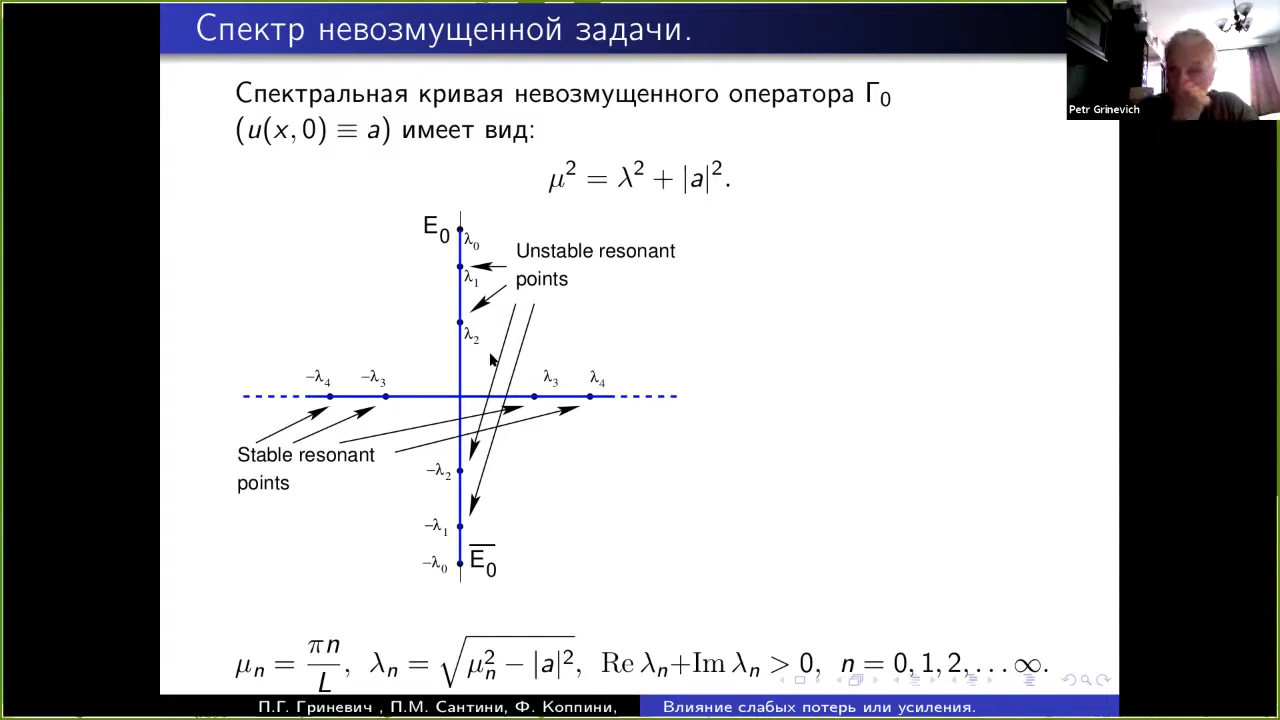 Спектр невозмущенной задачи.
Petr Grinevich
Спектральная кривая невозмущенного оператора Γ₀
(u(x, 0) ≡ a) имеет вид:
μ² = λ² + |a|².
E₀
λ₀
Unstable resonant
points
λ₁
λ₂
−λ₄ −λ₃ λ₃ λ₄
Stable resonant
points
−λ₂
−λ₁
−λ₀
E̅₀
μₙ = πn/L, λₙ = √(μₙ² − |a|²), Re λₙ+Im λₙ > 0, n = 0, 1, 2, . . . ∞.
П.Г. Гриневич , П.М. Сантини, Ф. Коппини, Влияние слабых потерь или усиления.